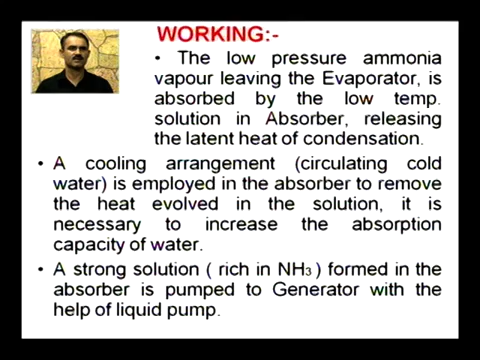 WORKING:-
• The low pressure ammonia
vapour leaving the Evaporator, is
absorbed by the low temp.
solution in Absorber, releasing
the latent heat of condensation.
• A cooling arrangement (circulating cold
water) is employed in the absorber to remove
the heat evolved in the solution, it is
necessary to increase the absorption
capacity of water.
• A strong solution ( rich in NH₃ ) formed in the
absorber is pumped to Generator with the
help of liquid pump.